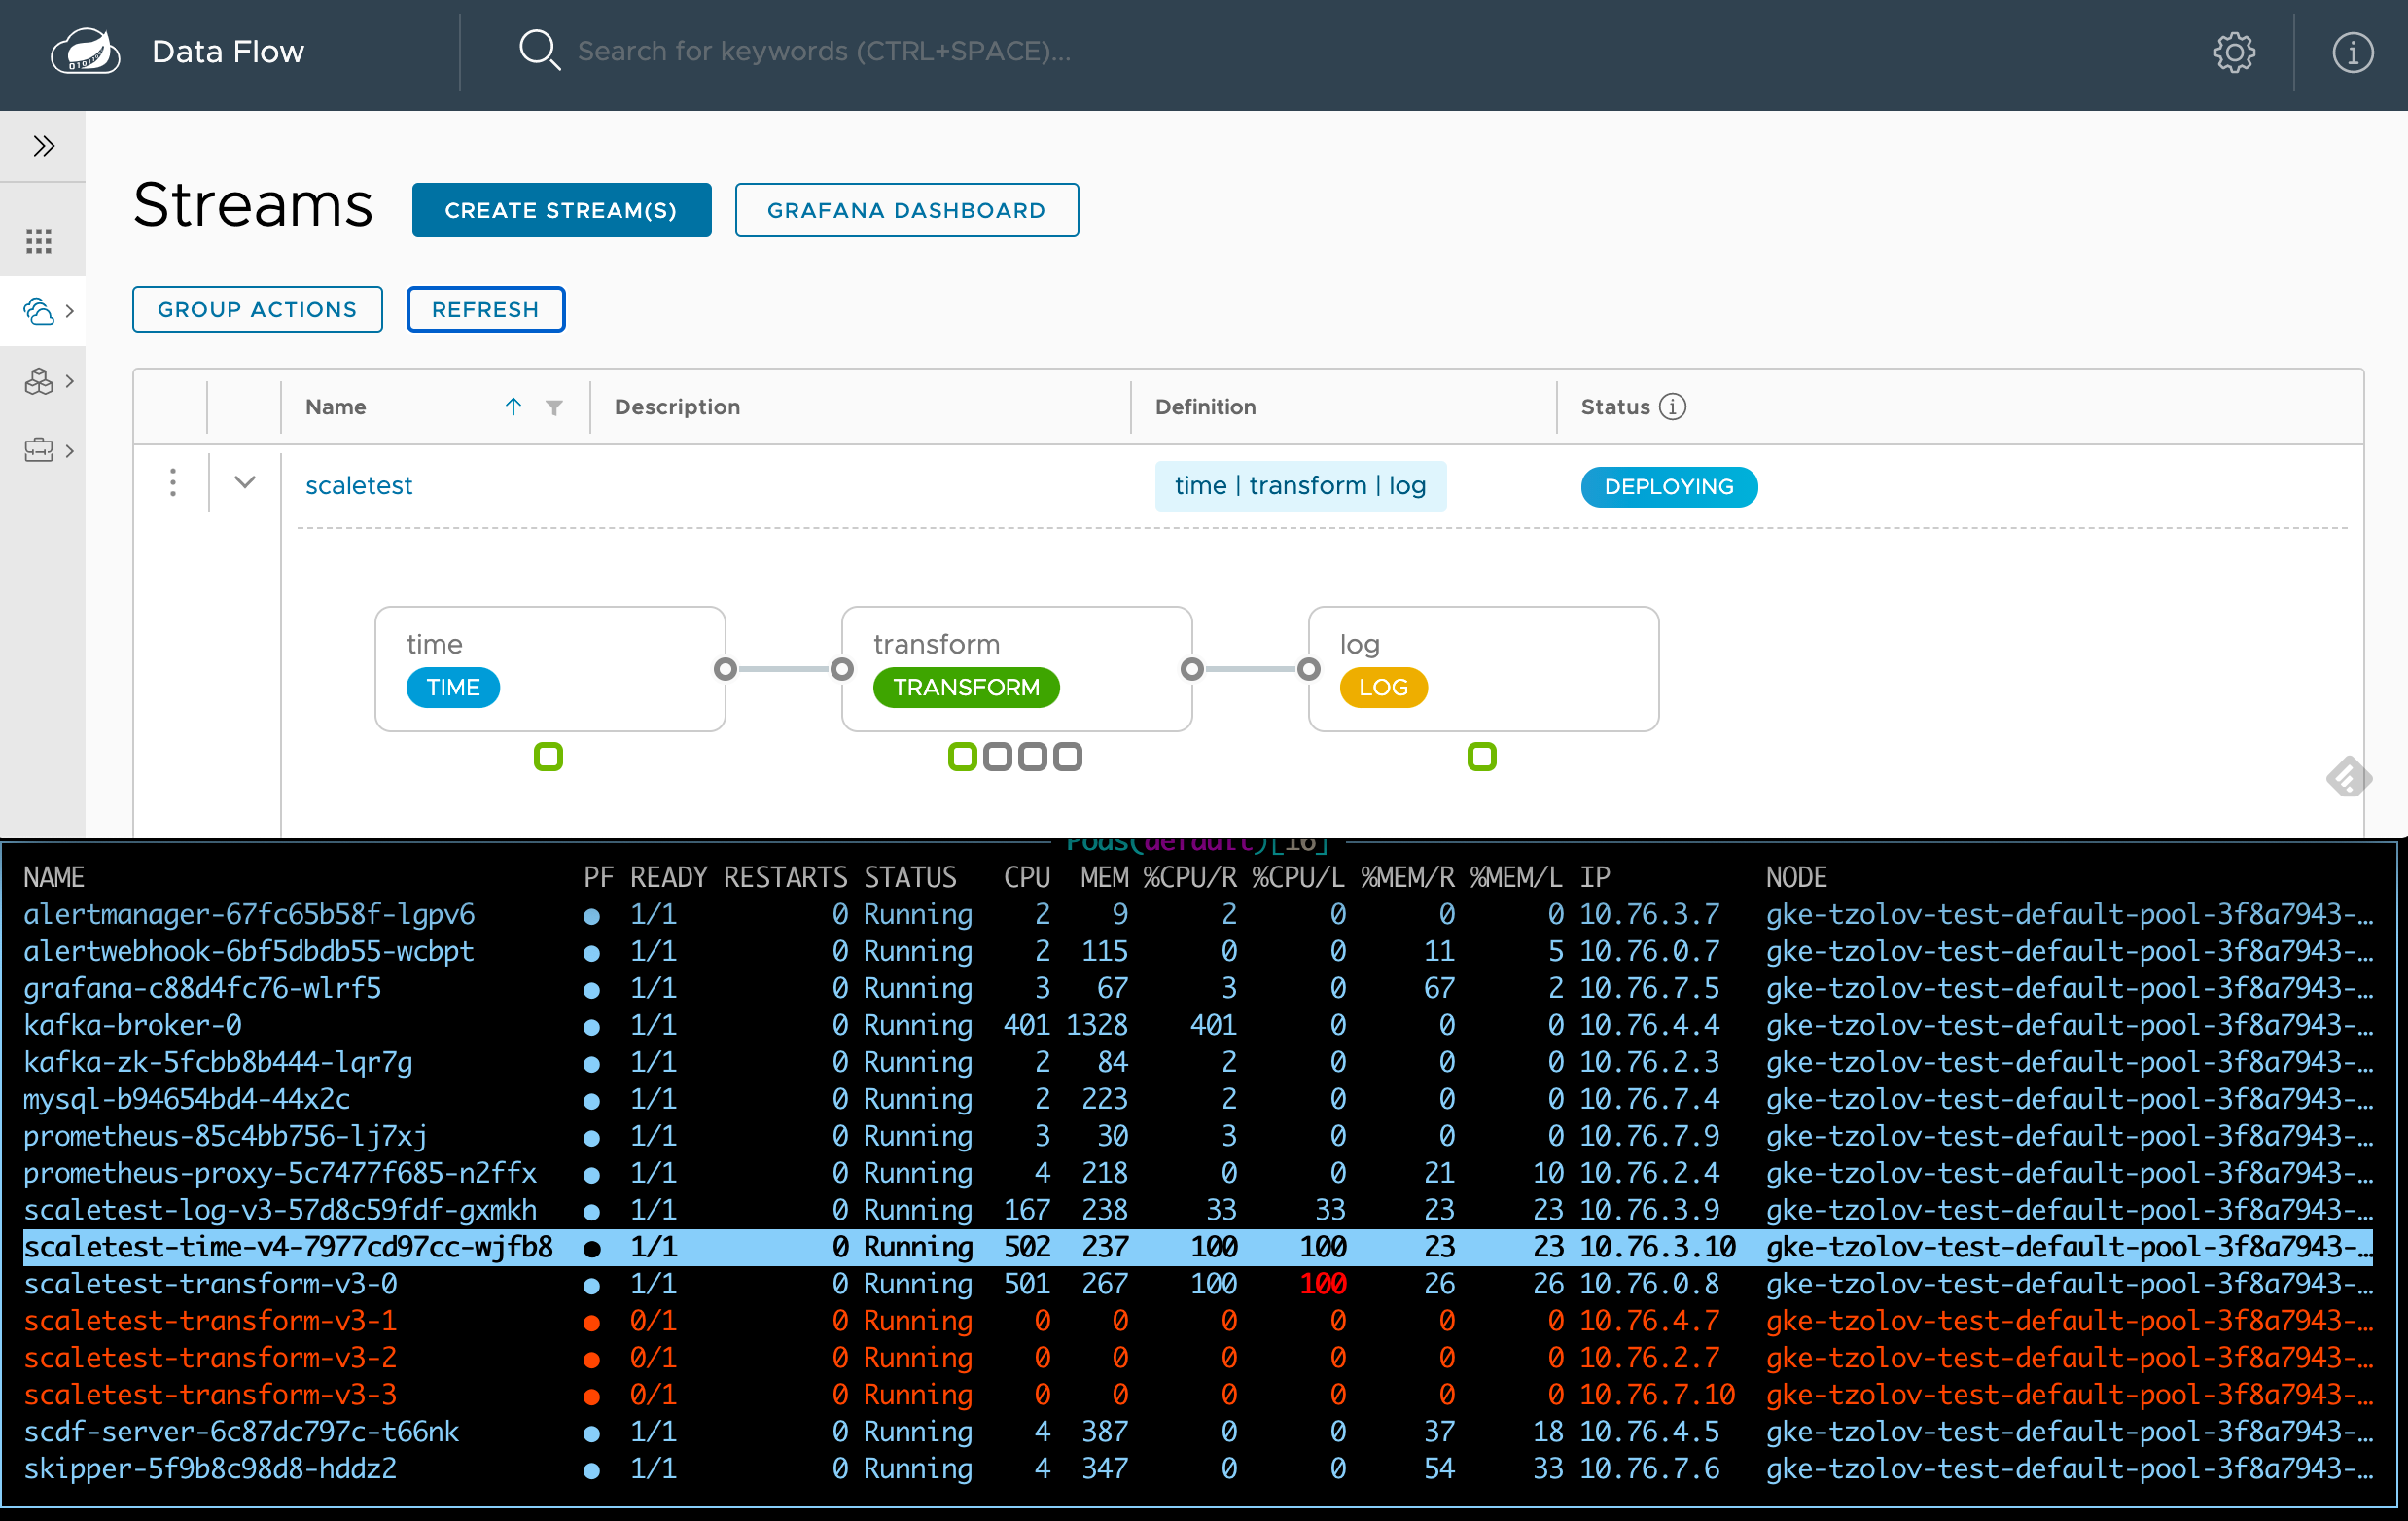 Data Flow
Search for keywords (CTRL+SPACE)...
Streams CREATE STREAM(S) GRAFANA DASHBOARD
GROUP ACTIONS REFRESH
Name Description Definition Status
scaletest time | transform | log DEPLOYING
time transform log
TIME TRANSFORM LOG
Pods(default)[16]
NAME PF READY RESTARTS STATUS CPU MEM %CPU/R %CPU/L %MEM/R %MEM/L IP NODE
alertmanager-67fc65b58f-lgpv6 ● 1/1 0 Running 2 9 2 0 0 0 10.76.3.7 gke-tzolov-test-default-pool-3f8a7943-…
alertwebhook-6bf5dbdb55-wcbpt ● 1/1 0 Running 2 115 0 0 11 5 10.76.0.7 gke-tzolov-test-default-pool-3f8a7943-…
grafana-c88d4fc76-wlrf5 ● 1/1 0 Running 3 67 3 0 67 2 10.76.7.5 gke-tzolov-test-default-pool-3f8a7943-…
kafka-broker-0 ● 1/1 0 Running 401 1328 401 0 0 0 10.76.4.4 gke-tzolov-test-default-pool-3f8a7943-…
kafka-zk-5fcbb8b444-lqr7g ● 1/1 0 Running 2 84 2 0 0 0 10.76.2.3 gke-tzolov-test-default-pool-3f8a7943-…
mysql-b94654bd4-44x2c ● 1/1 0 Running 2 223 2 0 0 0 10.76.7.4 gke-tzolov-test-default-pool-3f8a7943-…
prometheus-85c4bb756-lj7xj ● 1/1 0 Running 3 30 3 0 0 0 10.76.7.9 gke-tzolov-test-default-pool-3f8a7943-…
prometheus-proxy-5c7477f685-n2ffx ● 1/1 0 Running 4 218 0 0 21 10 10.76.2.4 gke-tzolov-test-default-pool-3f8a7943-…
scaletest-log-v3-57d8c59fdf-gxmkh ● 1/1 0 Running 167 238 33 33 23 23 10.76.3.9 gke-tzolov-test-default-pool-3f8a7943-…
scaletest-time-v4-7977cd97cc-wjfb8 ● 1/1 0 Running 502 237 100 100 23 23 10.76.3.10 gke-tzolov-test-default-pool-3f8a7943-…
scaletest-transform-v3-0 ● 1/1 0 Running 501 267 100 100 26 26 10.76.0.8 gke-tzolov-test-default-pool-3f8a7943-…
scaletest-transform-v3-1 ● 0/1 0 Running 0 0 0 0 0 0 10.76.4.7 gke-tzolov-test-default-pool-3f8a7943-…
scaletest-transform-v3-2 ● 0/1 0 Running 0 0 0 0 0 0 10.76.2.7 gke-tzolov-test-default-pool-3f8a7943-…
scaletest-transform-v3-3 ● 0/1 0 Running 0 0 0 0 0 0 10.76.7.10 gke-tzolov-test-default-pool-3f8a7943-…
scdf-server-6c87dc797c-t66nk ● 1/1 0 Running 4 387 0 0 37 18 10.76.4.5 gke-tzolov-test-default-pool-3f8a7943-…
skipper-5f9b8c98d8-hddz2 ● 1/1 0 Running 4 347 0 0 54 33 10.76.7.6 gke-tzolov-test-default-pool-3f8a7943-…